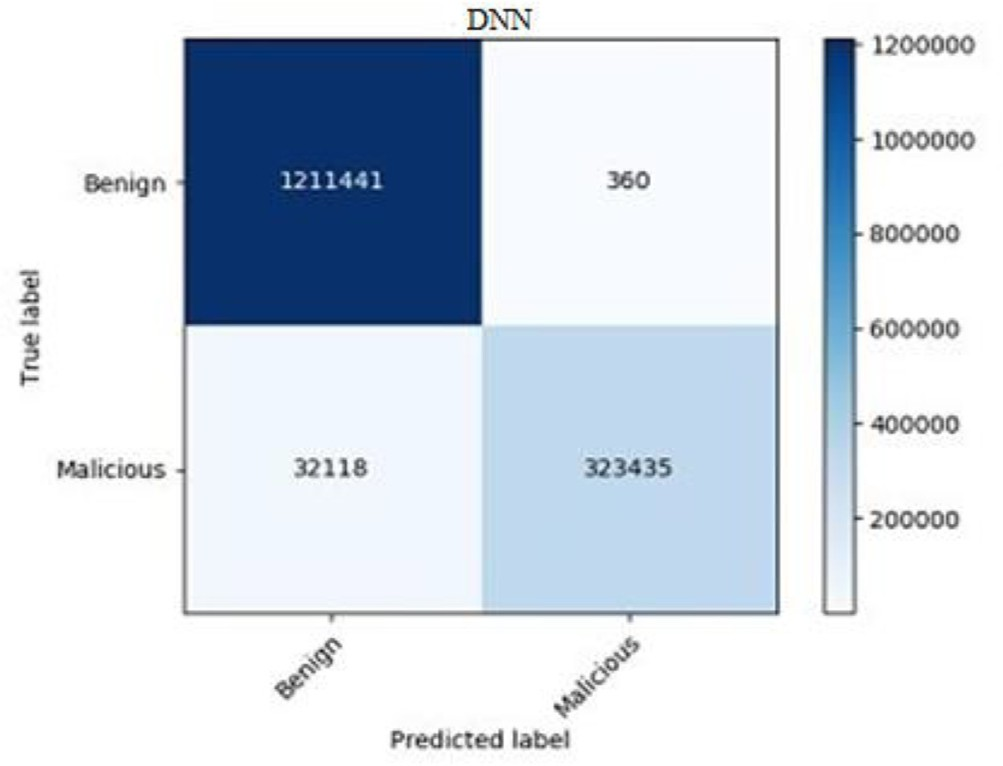 DNN
True label
Benign
1211441
360
Malicious
32118
323435
Benign
Malicious
Predicted label
1200000
1000000
800000
600000
400000
200000